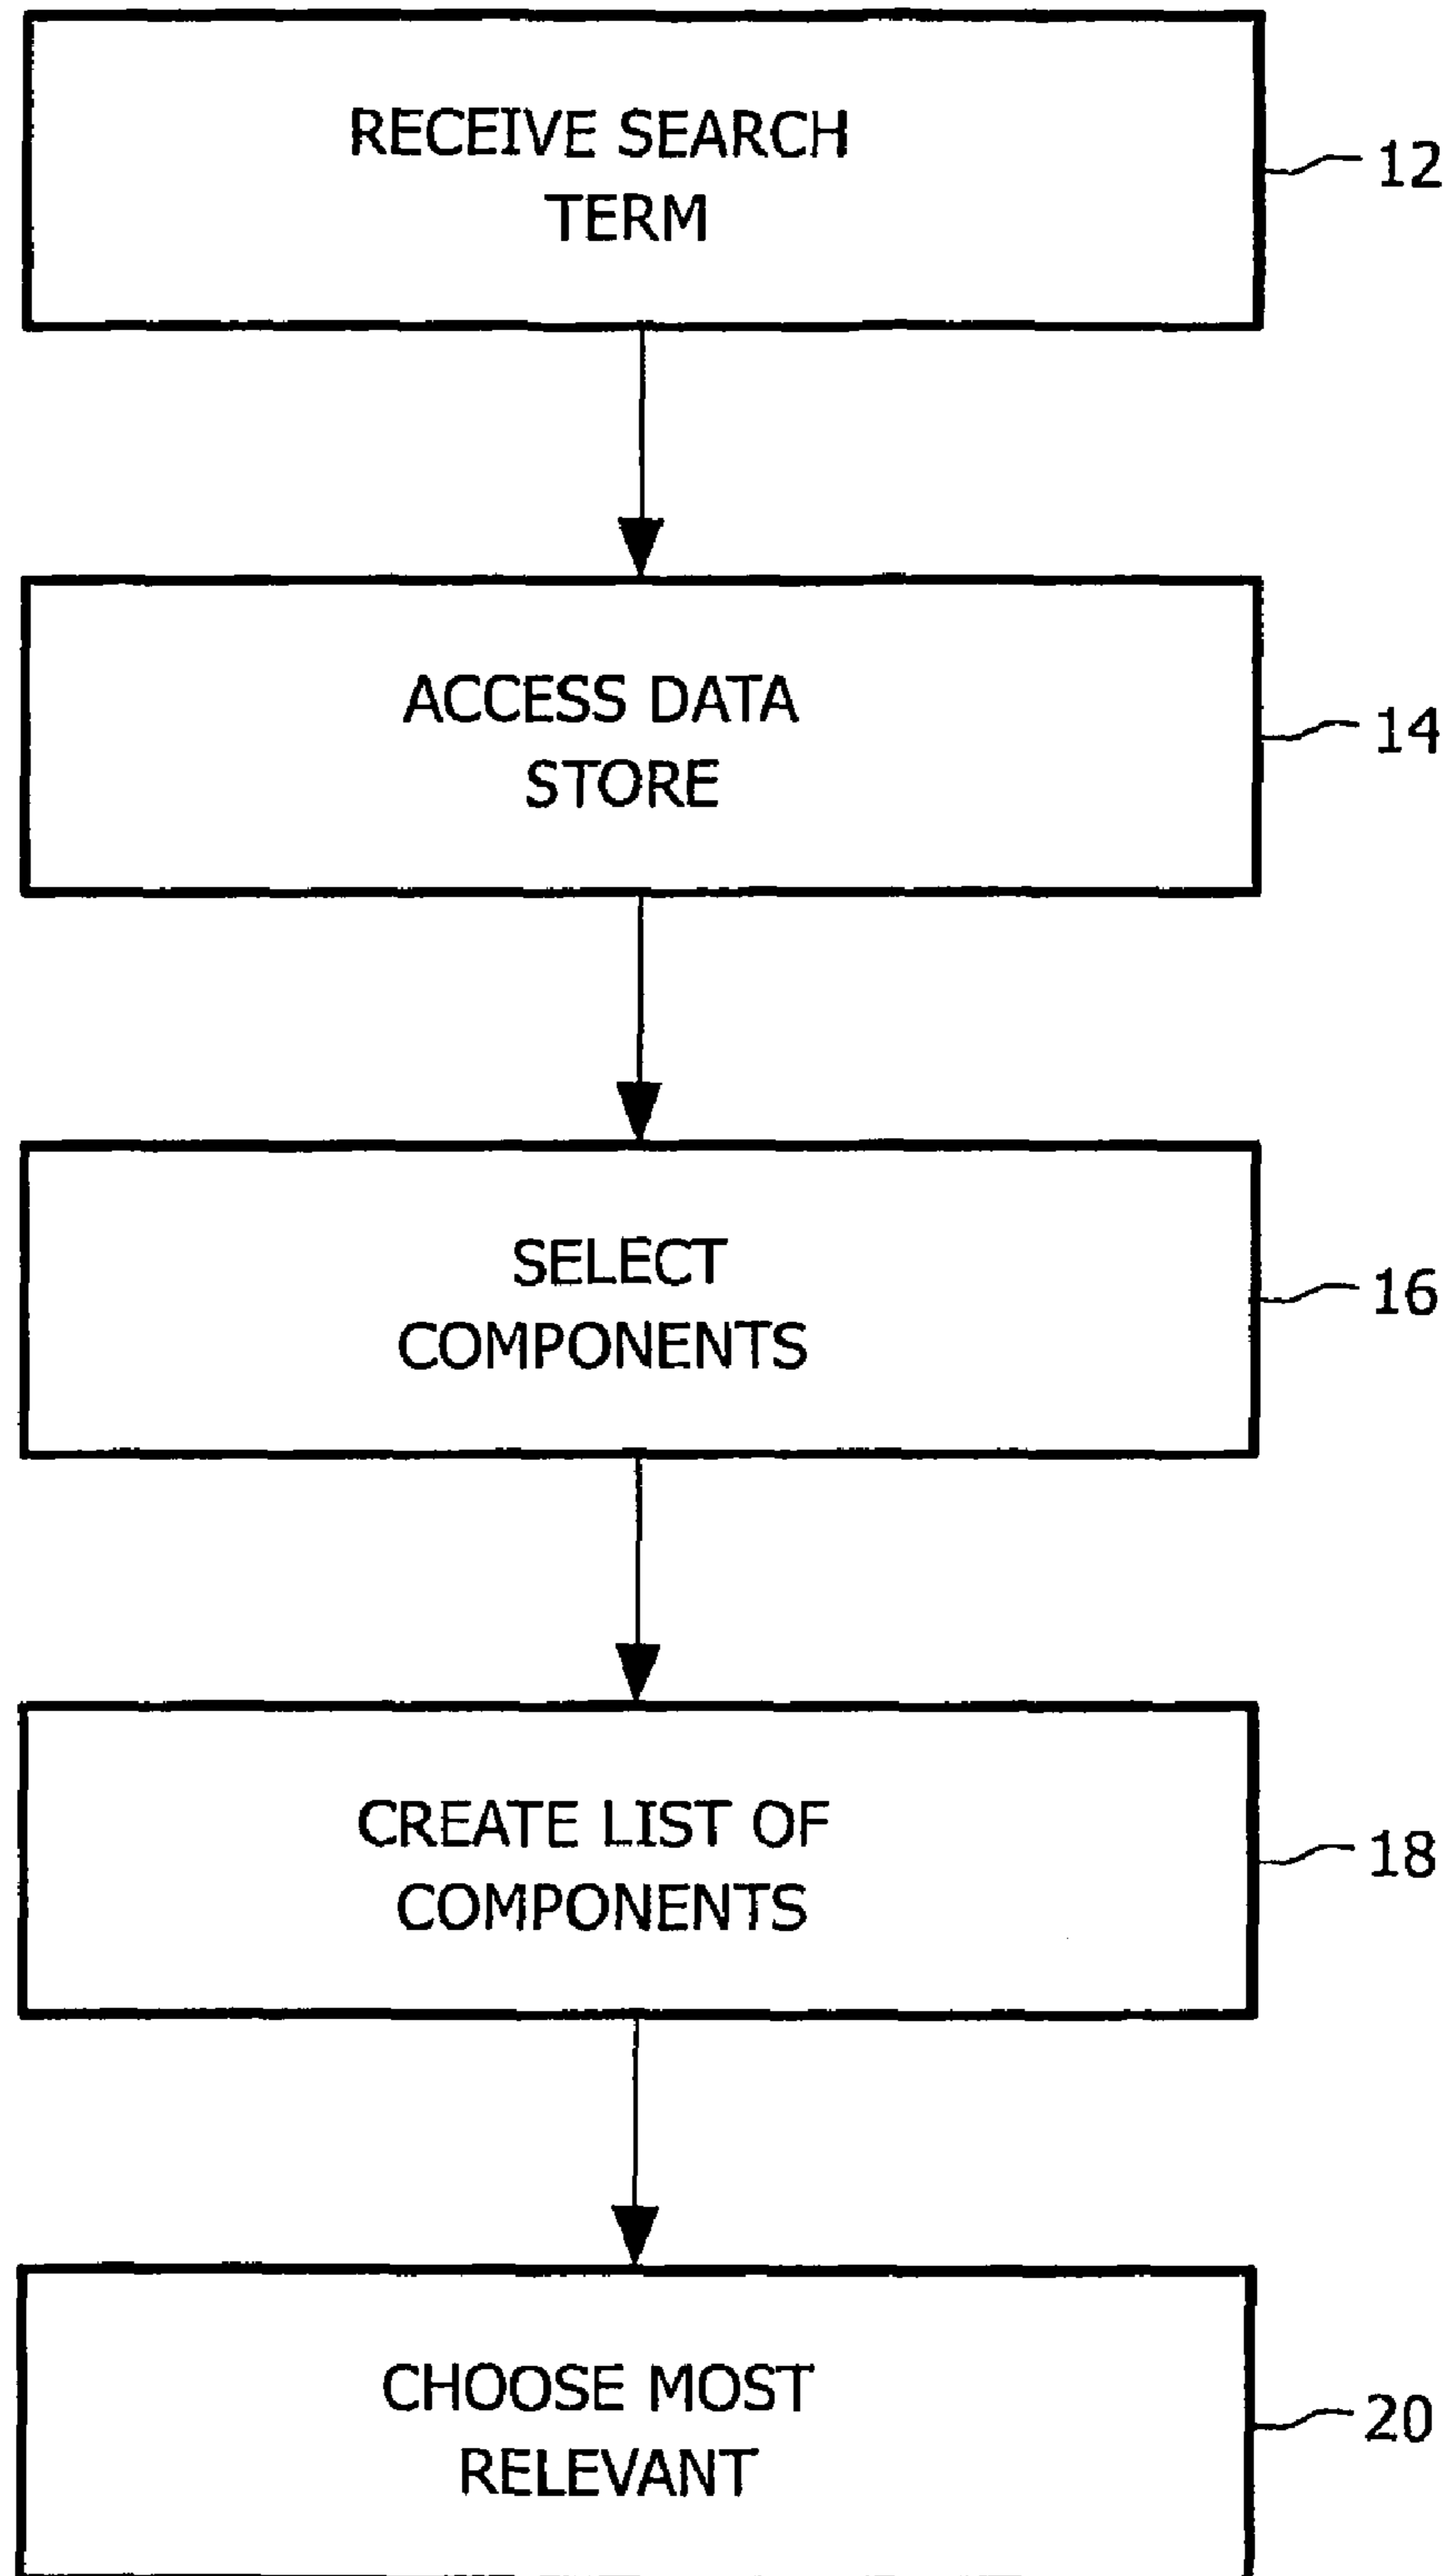 RECEIVE SEARCH
TERM
12
ACCESS DATA
STORE
14
SELECT
COMPONENTS
16
CREATE LIST OF
COMPONENTS
18
CHOOSE MOST
RELEVANT
20